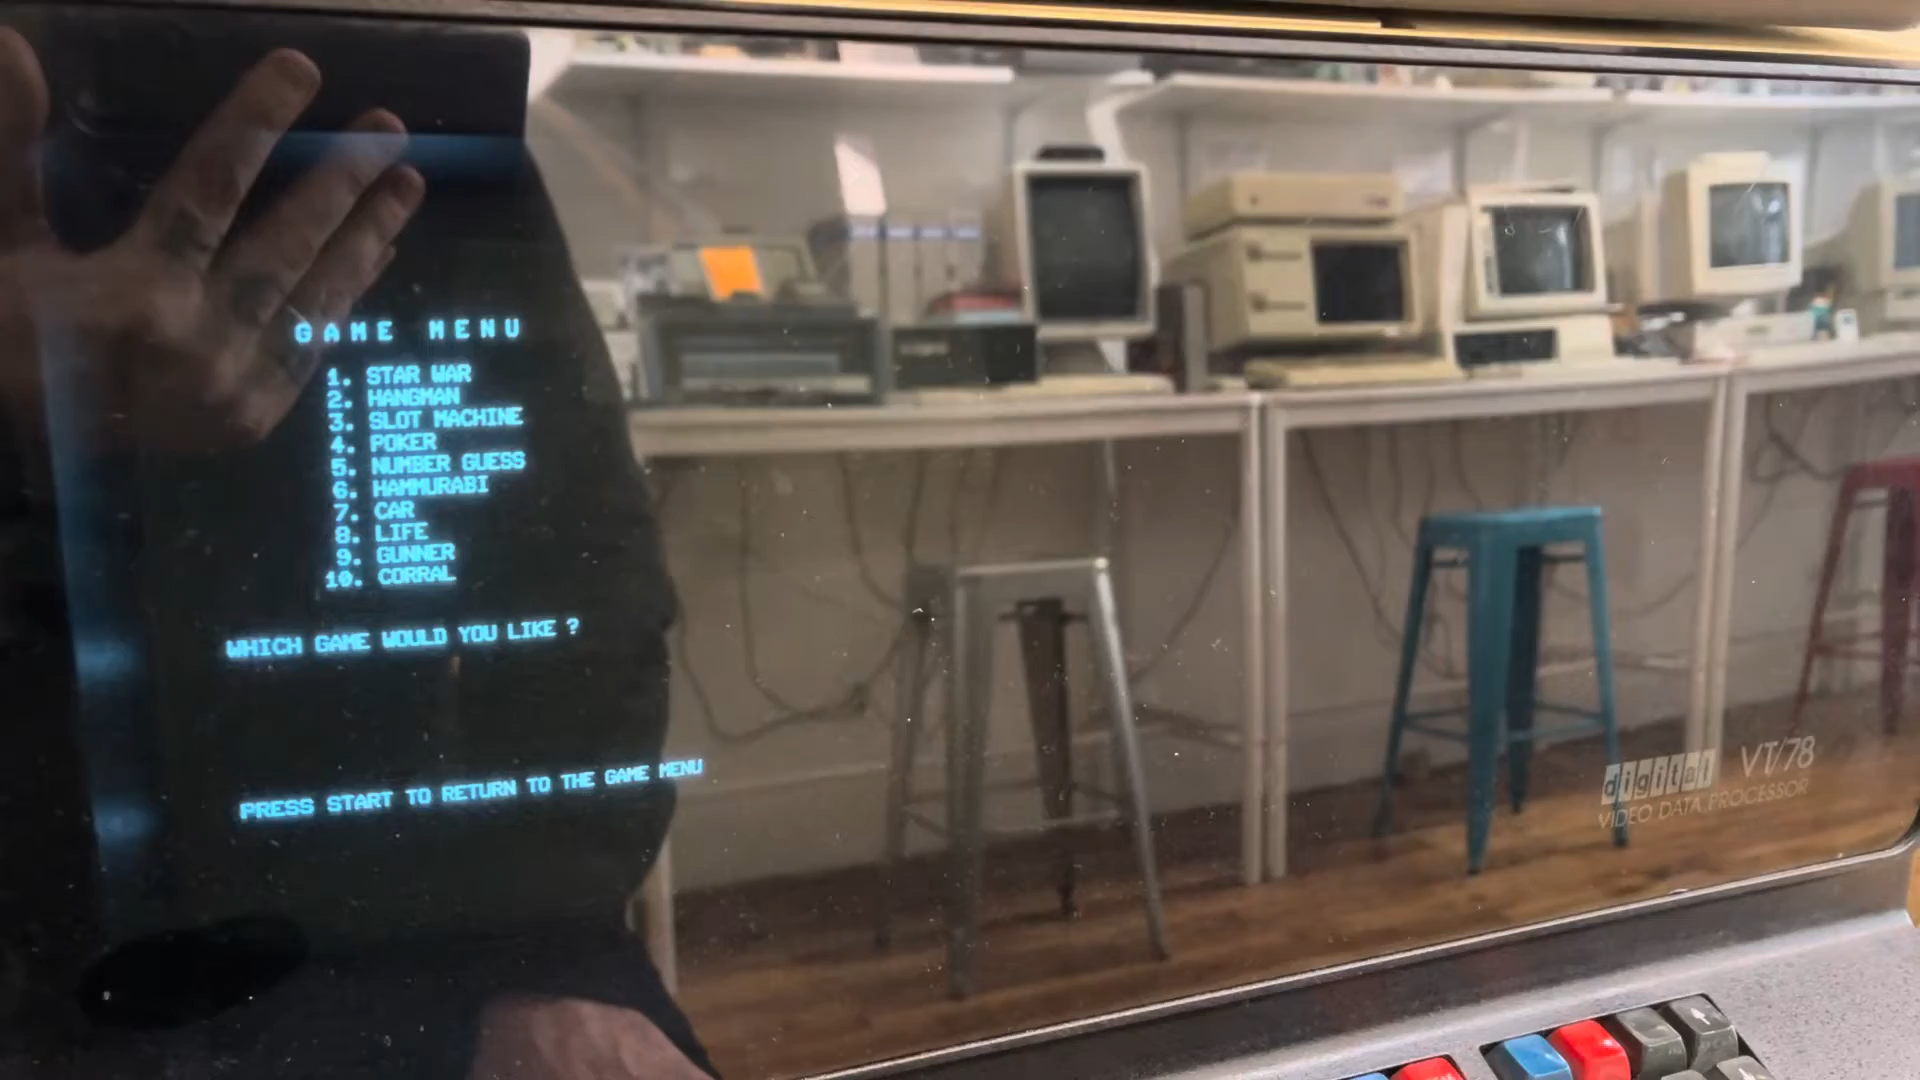 GAME MENU
1. STAR WAR
2. HANGMAN
3. SLOT MACHINE
4. POKER
5. NUMBER GUESS
6. HAMMURABI
7. CAR
8. LIFE
9. GUNNER
10. CORRAL
WHICH GAME WOULD YOU LIKE ?
PRESS START TO RETURN TO THE GAME MENU
digital VT/78
VIDEO DATA PROCESSOR